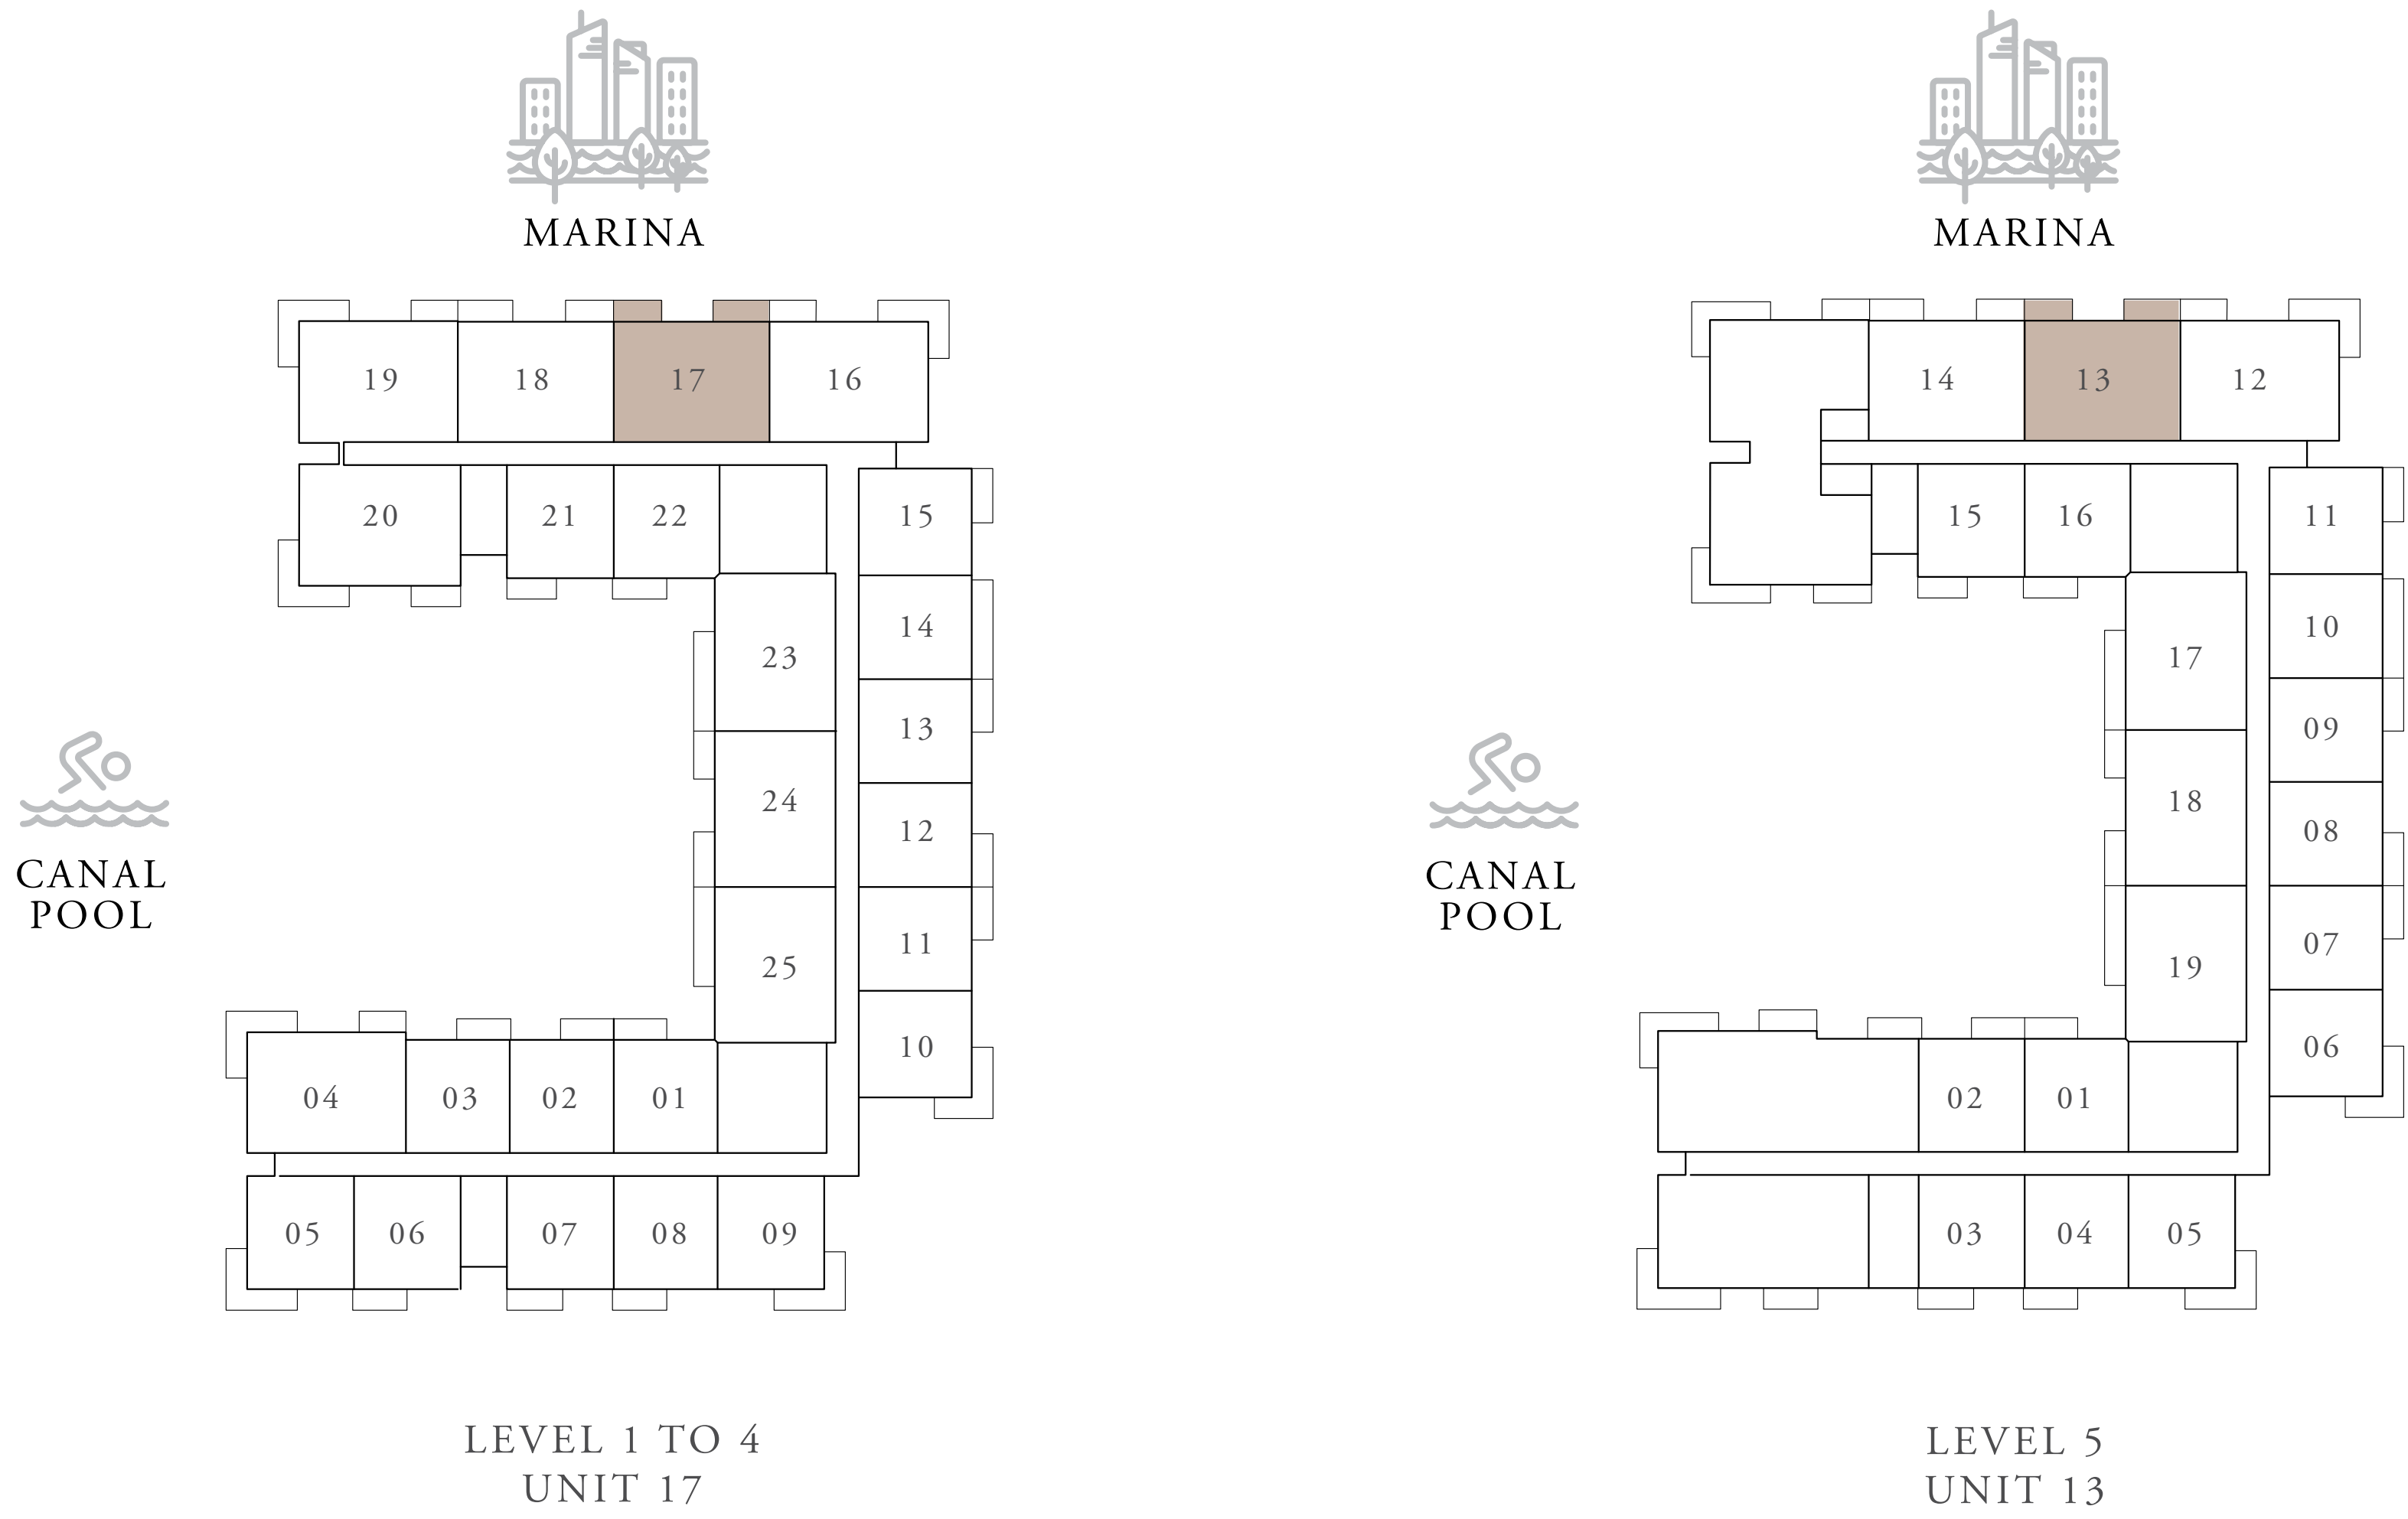 MARINA
19 18 17 16
20 21 22 15
14
23
13
24 12
11
25
10
04 03 02 01
05 06 07 08 09
CANAL
POOL
LEVEL 1 TO 4
UNIT 17
MARINA
14 13 12
15 16 11
10
17
09
18 08
07
19
06
02 01
03 04 05
CANAL
POOL
LEVEL 5
UNIT 13